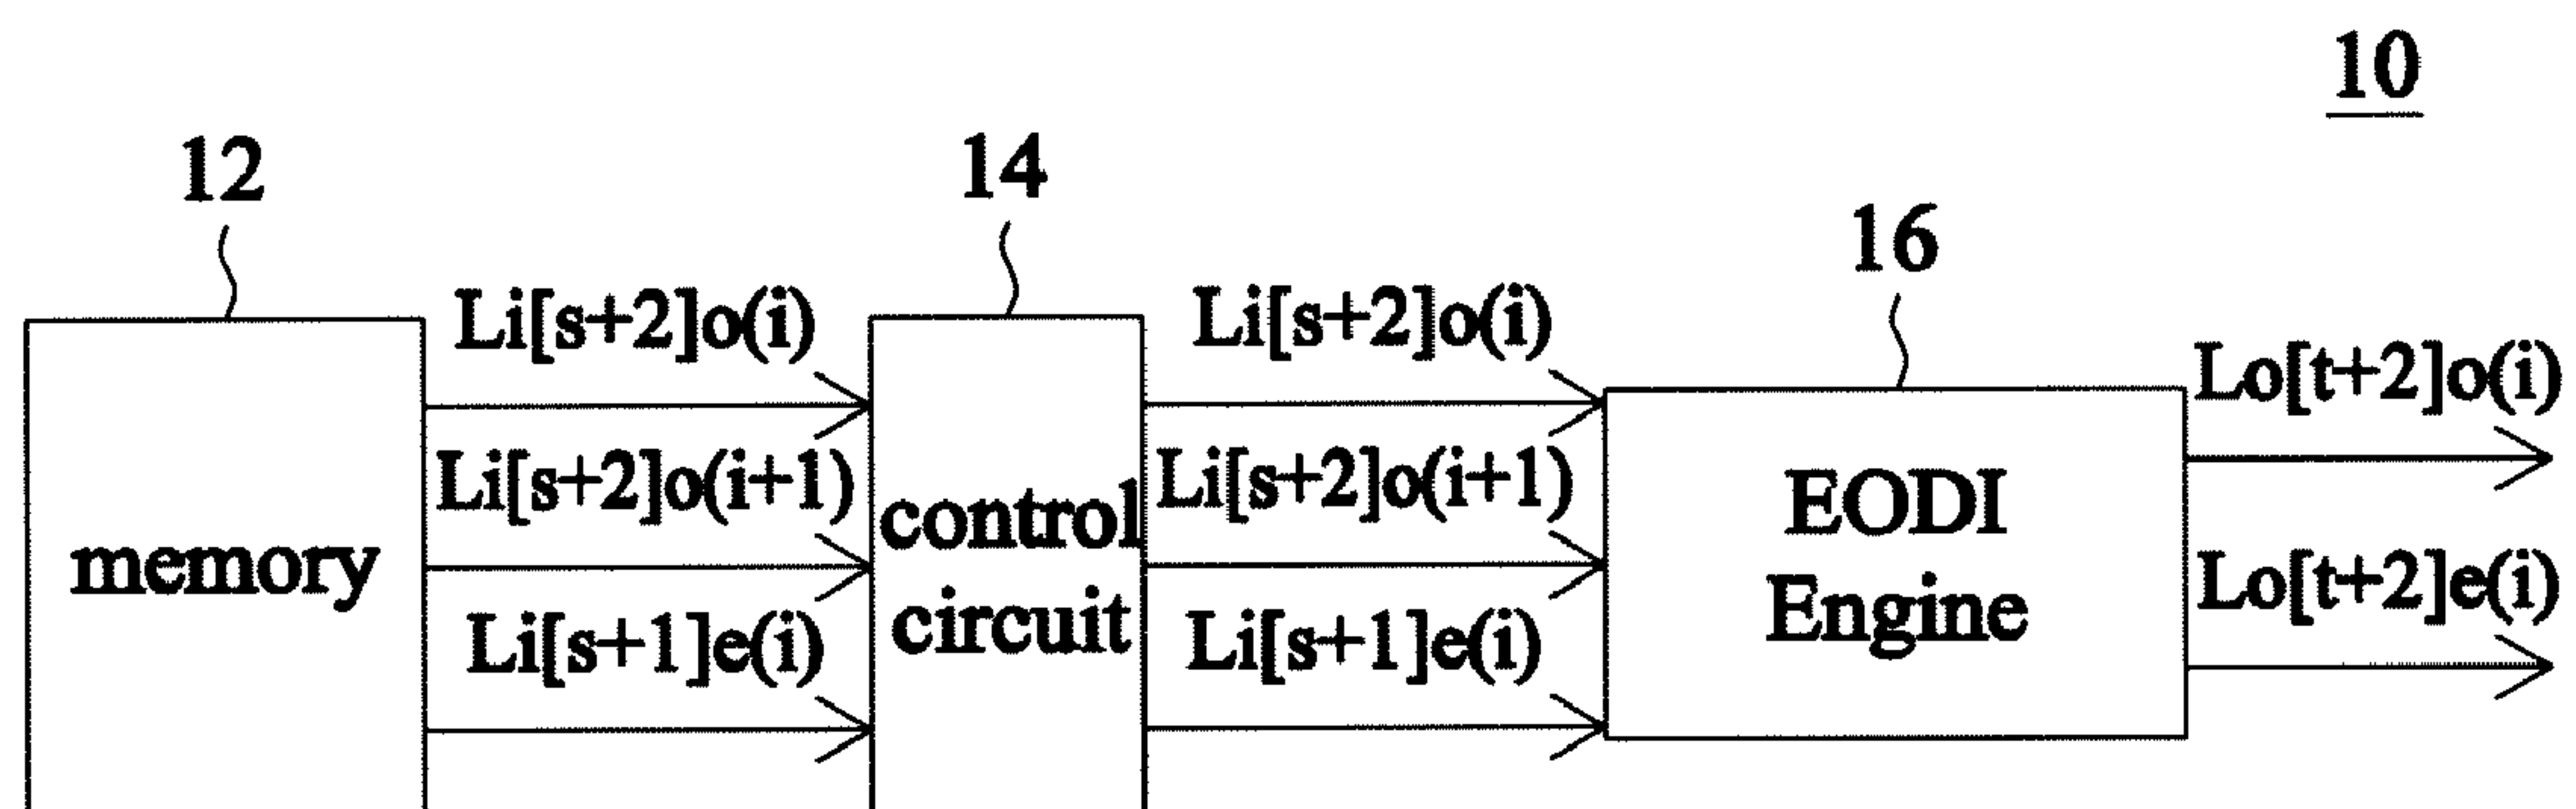 10
12
14
16
Li[s+2]o(i)
Li[s+2]o(i)
Lo[t+2]o(i)
Li[s+2]o(i+1)
Li[s+2]o(i+1)
memory
control
circuit
EODI
Engine
Lo[t+2]e(i)
Li[s+1]e(i)
Li[s+1]e(i)